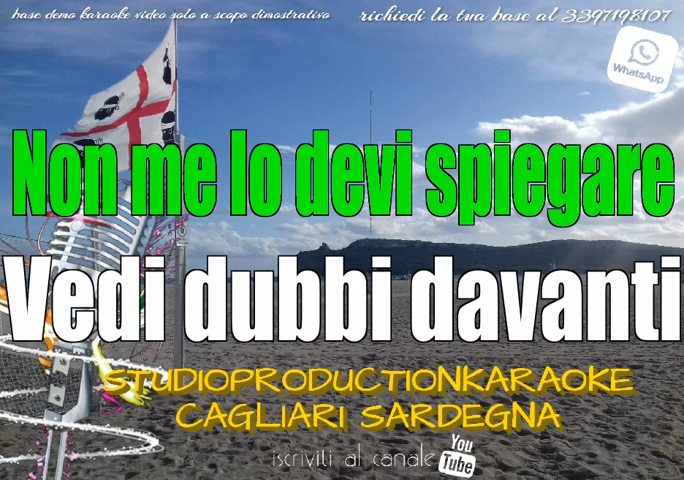 base demo karaoke video solo a scopo dimostrativo
richiedi la tua base al 3397198107
WhatsApp
Non me lo devi spiegare
Vedi dubbi davanti
STUDIOPRODUCTIONKARAOKE
CAGLIARI SARDEGNA
iscriviti al canale You Tube